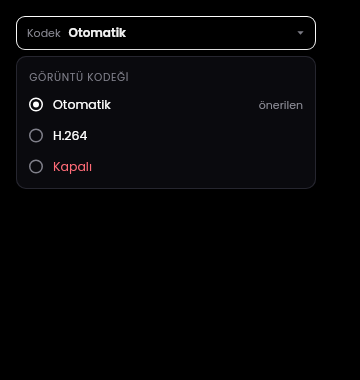 Kodek Otomatik
GÖRÜNTÜ KODEĞİ
Otomatik önerilen
H.264
Kapalı